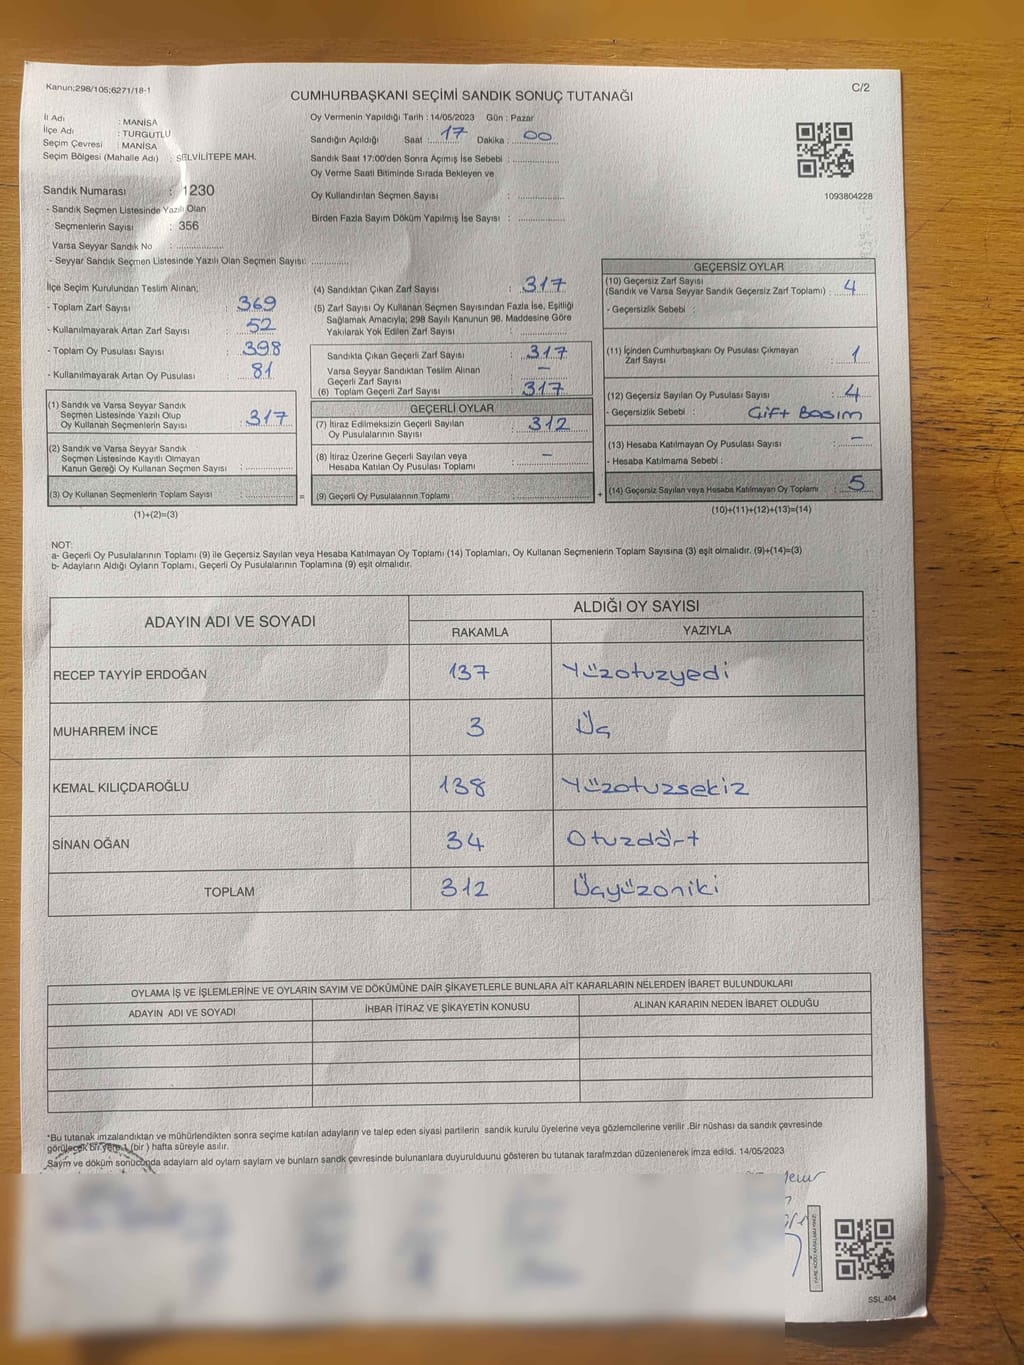 Kanun;298/105;6271/18-1
C/2
CUMHURBAŞKANI SEÇİMİ SANDIK SONUÇ TUTANAĞI
İl Adı : MANİSA
İlçe Adı : TURGUTLU
Seçim Çevresi : MANİSA
Seçim Bölgesi (Mahalle Adı) : SELVİLİTEPE MAH.
Sandık Numarası : 1230
- Sandık Seçmen Listesinde Yazılı Olan
Seçmenlerin Sayısı : 356
Varsa Seyyar Sandık No : ..............
- Seyyar Sandık Seçmen Listesinde Yazılı Olan Seçmen Sayısı: ..............
Oy Vermenin Yapıldığı Tarih : 14/05/2023 Gün : Pazar
Sandığın Açıldığı Saat : 17 Dakika : 00
Sandık Saat 17:00'den Sonra Açımış İse Sebebi : ..............
Oy Verme Saati Bitiminde Sırada Bekleyen ve
Oy Kullandırılan Seçmen Sayısı : ..............
Birden Fazla Sayım Döküm Yapılmış İse Sayısı : ..............
1093804228
İlçe Seçim Kurulundan Teslim Alınan;
- Toplam Zarf Sayısı : 369
- Kullanılmayarak Artan Zarf Sayısı : 52
- Toplam Oy Pusulası Sayısı : 398
- Kullanılmayarak Artan Oy Pusulası : 81
(1) Sandık ve Varsa Seyyar Sandık
Seçmen Listesinde Yazılı Olup
Oy Kullanan Seçmenlerin Sayısı : 317
(2) Sandık ve Varsa Seyyar Sandık
Seçmen Listesinde Kayıtlı Olmayan
Kanun Gereği Oy Kullanan Seçmen Sayısı : ..............
(3) Oy Kullanan Seçmenlerin Toplam Sayısı : ..............
(1)+(2)=(3)
=
(4) Sandıktan Çıkan Zarf Sayısı : 317
(5) Zarf Sayısı Oy Kullanan Seçmen Sayısından Fazla İse, Eşitliği
Sağlamak Amacıyla; 298 Sayılı Kanunun 98. Maddesine Göre
Yakılarak Yok Edilen Zarf Sayısı : ..............
Sandıkta Çıkan Geçerli Zarf Sayısı : 317
Varsa Seyyar Sandıktan Teslim Alınan : —
Geçerli Zarf Sayısı
(6) Toplam Geçerli Zarf Sayısı : 317
GEÇERLİ OYLAR
(7) İtiraz Edilmeksizin Geçerli Sayılan
Oy Pusulalarının Sayısı : 312
(8) İtiraz Üzerine Geçerli Sayılan veya : —
Hesaba Katılan Oy Pusulası Toplamı
(9) Geçerli Oy Pusulalarının Toplamı : ..............
+
GEÇERSİZ OYLAR
(10) Geçersiz Zarf Sayısı
(Sandık ve Varsa Seyyar Sandık Geçersiz Zarf Toplamı) : 4
- Geçersizlik Sebebi :
(11) İçinden Cumhurbaşkanı Oy Pusulası Çıkmayan
Zarf Sayısı : 1
(12) Geçersiz Sayılan Oy Pusulası Sayısı : 4
- Geçersizlik Sebebi : Çift Basım
(13) Hesaba Katılmayan Oy Pusulası Sayısı : —
- Hesaba Katılmama Sebebi :
(14) Geçersiz Sayılan veya Hesaba Katılmayan Oy Toplamı : 5
(10)+(11)+(12)+(13)=(14)
NOT:
a- Geçerli Oy Pusulalarının Toplamı (9) ile Geçersiz Sayılan veya Hesaba Katılmayan Oy Toplamı (14) Toplamları, Oy Kullanan Seçmenlerin Toplam Sayısına (3) eşit olmalıdır. (9)+(14)=(3)
b- Adayların Aldığı Oyların Toplamı, Geçerli Oy Pusulalarının Toplamına (9) eşit olmalıdır.
ADAYIN ADI VE SOYADI
ALDIĞI OY SAYISI
RAKAMLA YAZIYLA
RECEP TAYYİP ERDOĞAN 137 Yüzotuzyedi
MUHARREM İNCE 3 Üç
KEMAL KILIÇDAROĞLU 138 Yüzotuzsekiz
SİNAN OĞAN 34 Otuzdört
TOPLAM 312 Üçyüzoniki
OYLAMA İŞ VE İŞLEMLERİNE VE OYLARIN SAYIM VE DÖKÜMÜNE DAİR ŞİKAYETLERLE BUNLARA AİT KARARLARIN NELERDEN İBARET BULUNDUKLARI
ADAYIN ADI VE SOYADI İHBAR İTİRAZ VE ŞİKAYETİN KONUSU ALINAN KARARIN NEDEN İBARET OLDUĞU
*Bu tutanak imzalandıktan ve mühürlendikten sonra seçime katılan adayların ve talep eden siyasi partilerin sandık kurulu üyelerine veya gözlemcilerine verilir .Bir nüshası da sandık çevresinde
görülecek bir yere 1 (bir ) hafta süreyle asılır.
Sayım ve döküm sonucunda adayların ald oyların saylam ve bunların sandk çevresinde bulunanlara duyurulduunu gösteren bu tutanak tarafmzdan düzenlenerek imza edildi. 14/05/2023
SSL 404